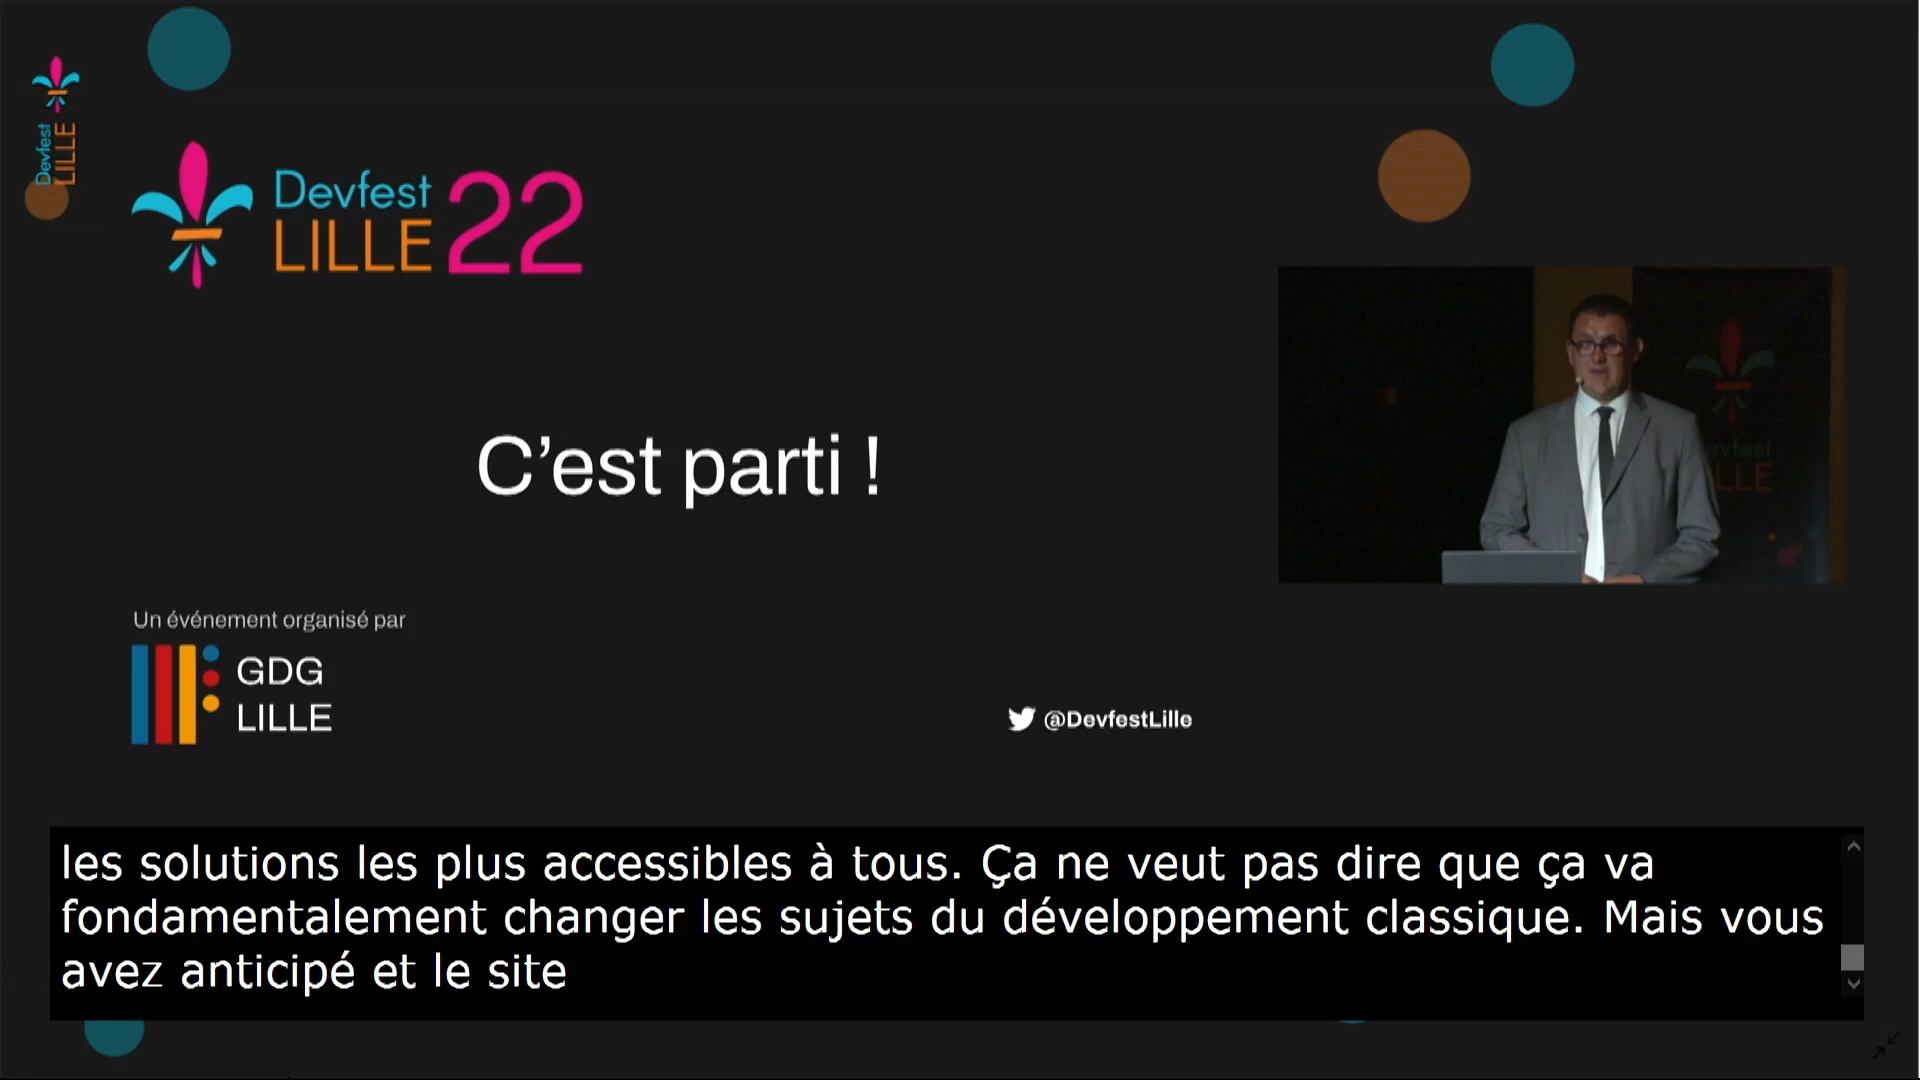 Devfest
LILLE
Devfest
LILLE 22
C’est parti !
Un événement organisé par
GDG
LILLE
@DevfestLille
LLE
les solutions les plus accessibles à tous. Ça ne veut pas dire que ça va
fondamentalement changer les sujets du développement classique. Mais vous
avez anticipé et le site